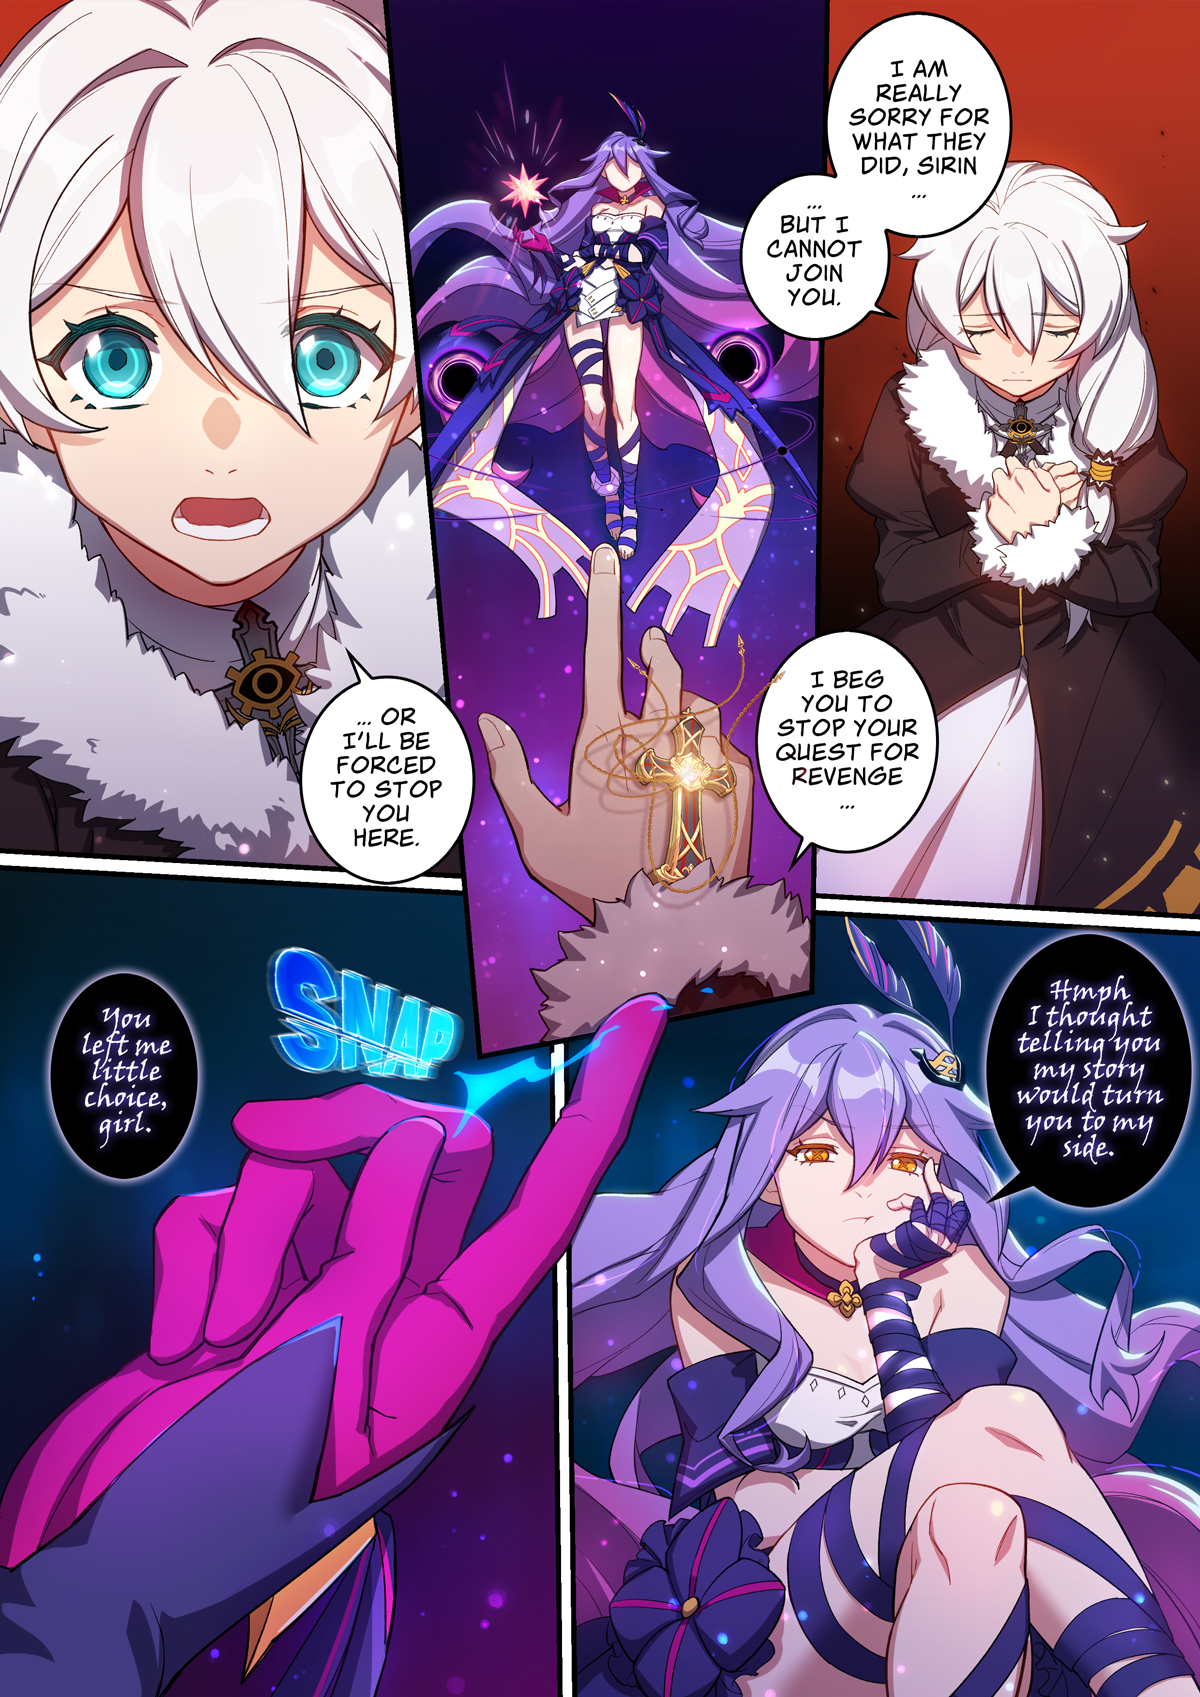 I AM
REALLY
SORRY FOR
WHAT THEY
DID, SIRIN
...
...
BUT I
CANNOT
JOIN
YOU.
I BEG
YOU TO
STOP YOUR
QUEST FOR
REVENGE
...
... OR
I'LL BE
FORCED
TO STOP
YOU
HERE.
Hmph
I thought
telling you
my story
would turn
you to my
side.
You
left me
little
choice,
girl.
SNAP